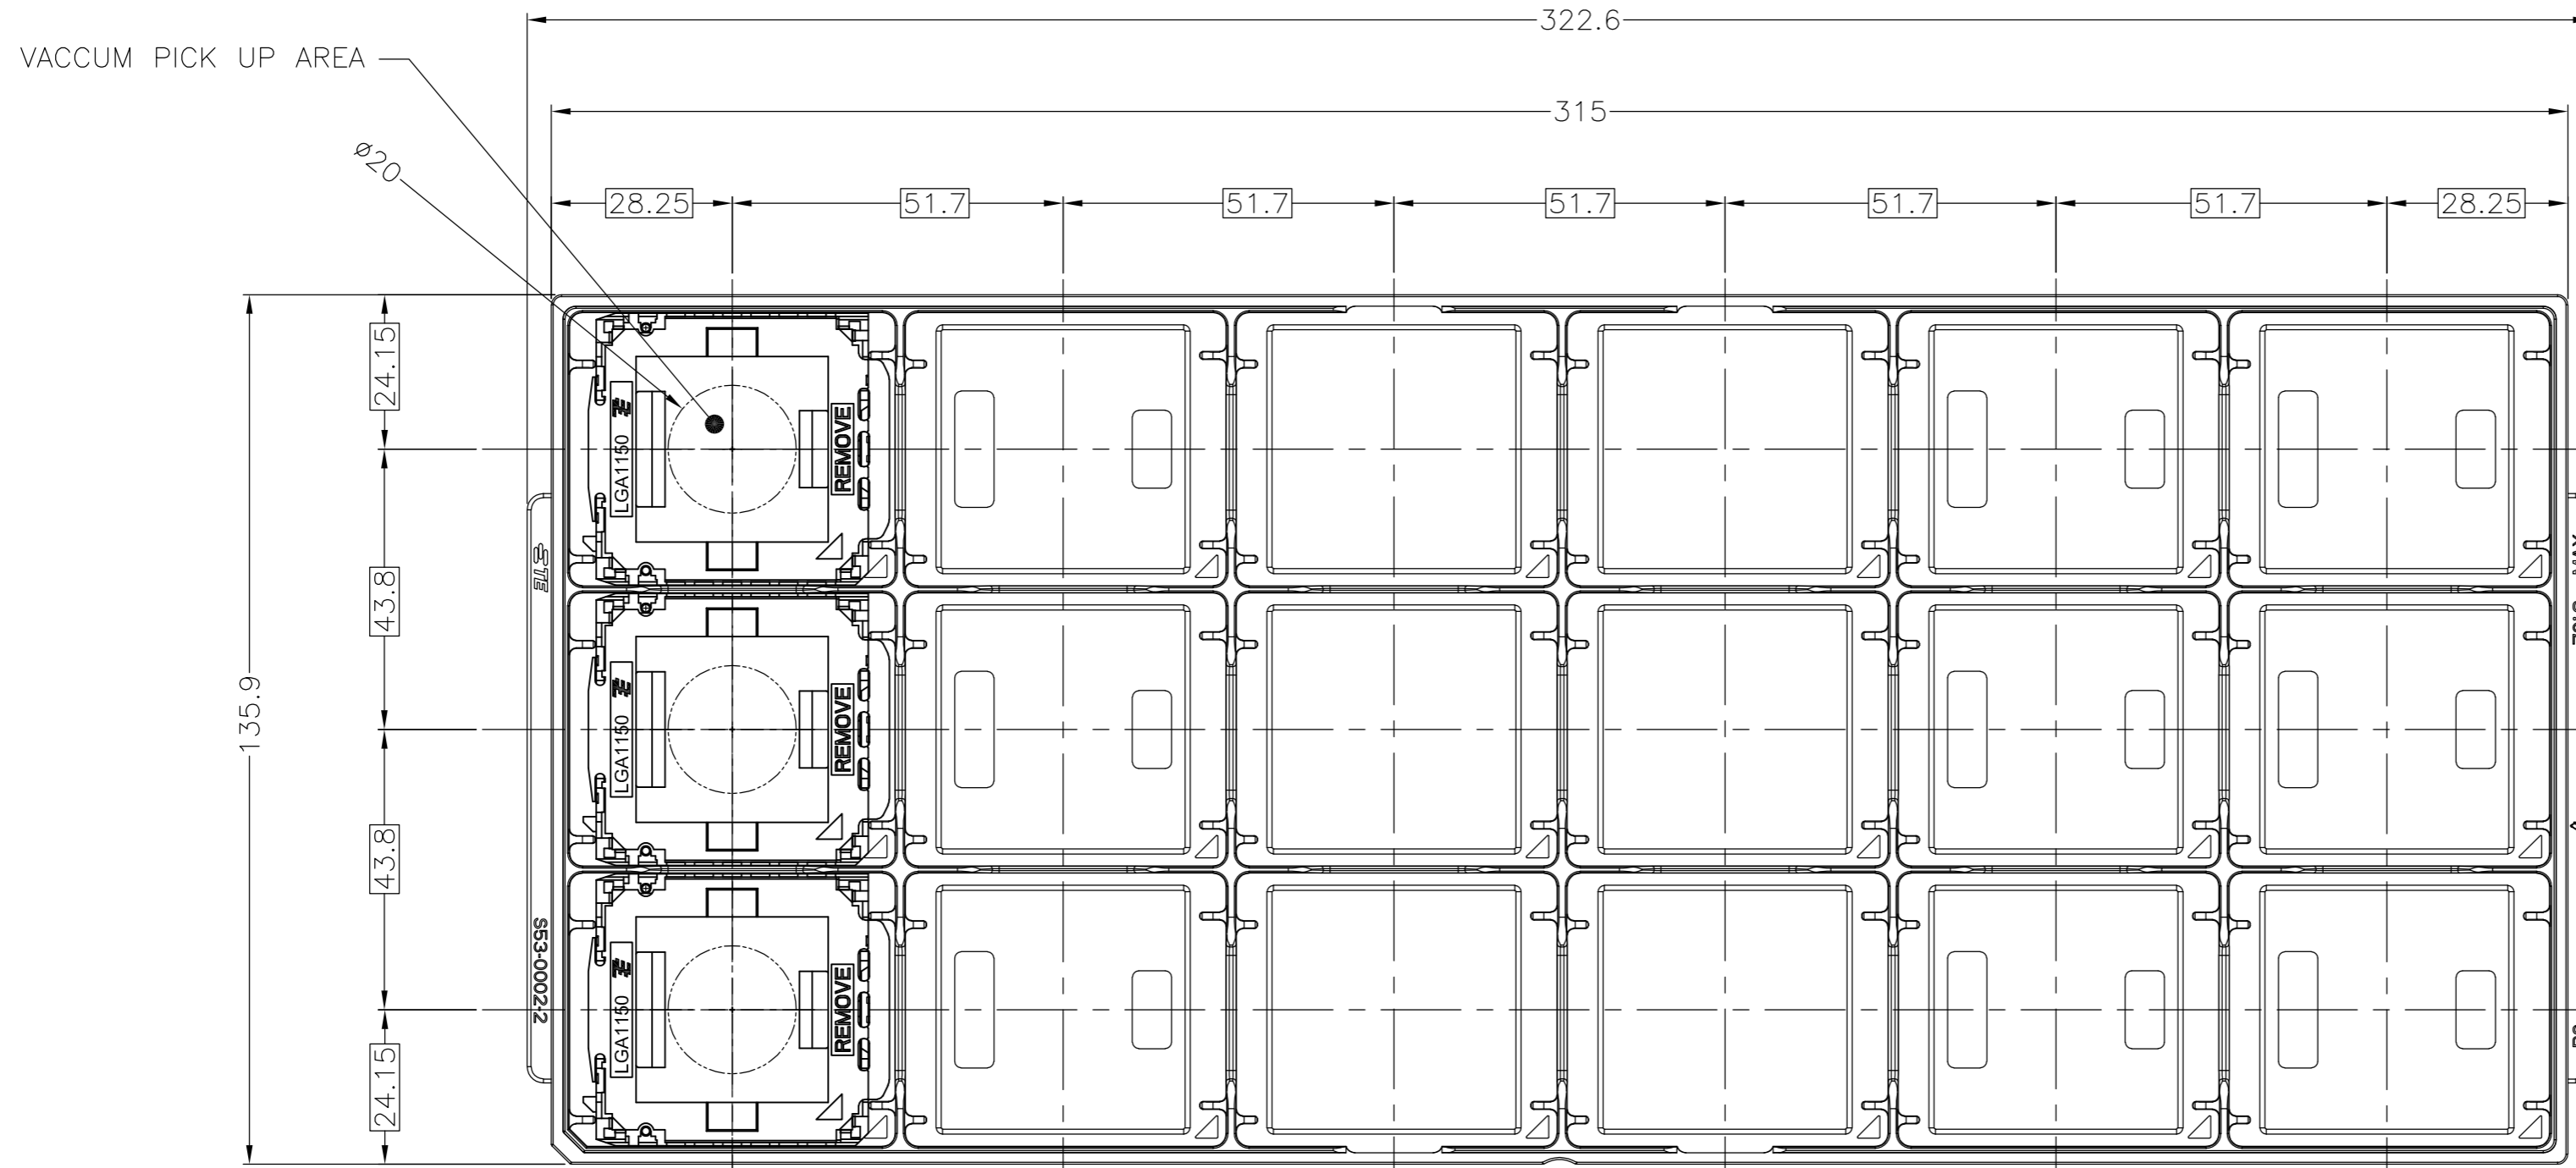 322.6
VACCUM PICK UP AREA
315
ø20
28.25 51.7 51.7 51.7 51.7 51.7 28.25
24.15
43.8
43.8
24.15
135.9
LGA1150
REMOVE
LGA1150
REMOVE
LGA1150
REMOVE
TE
S53-0002-2